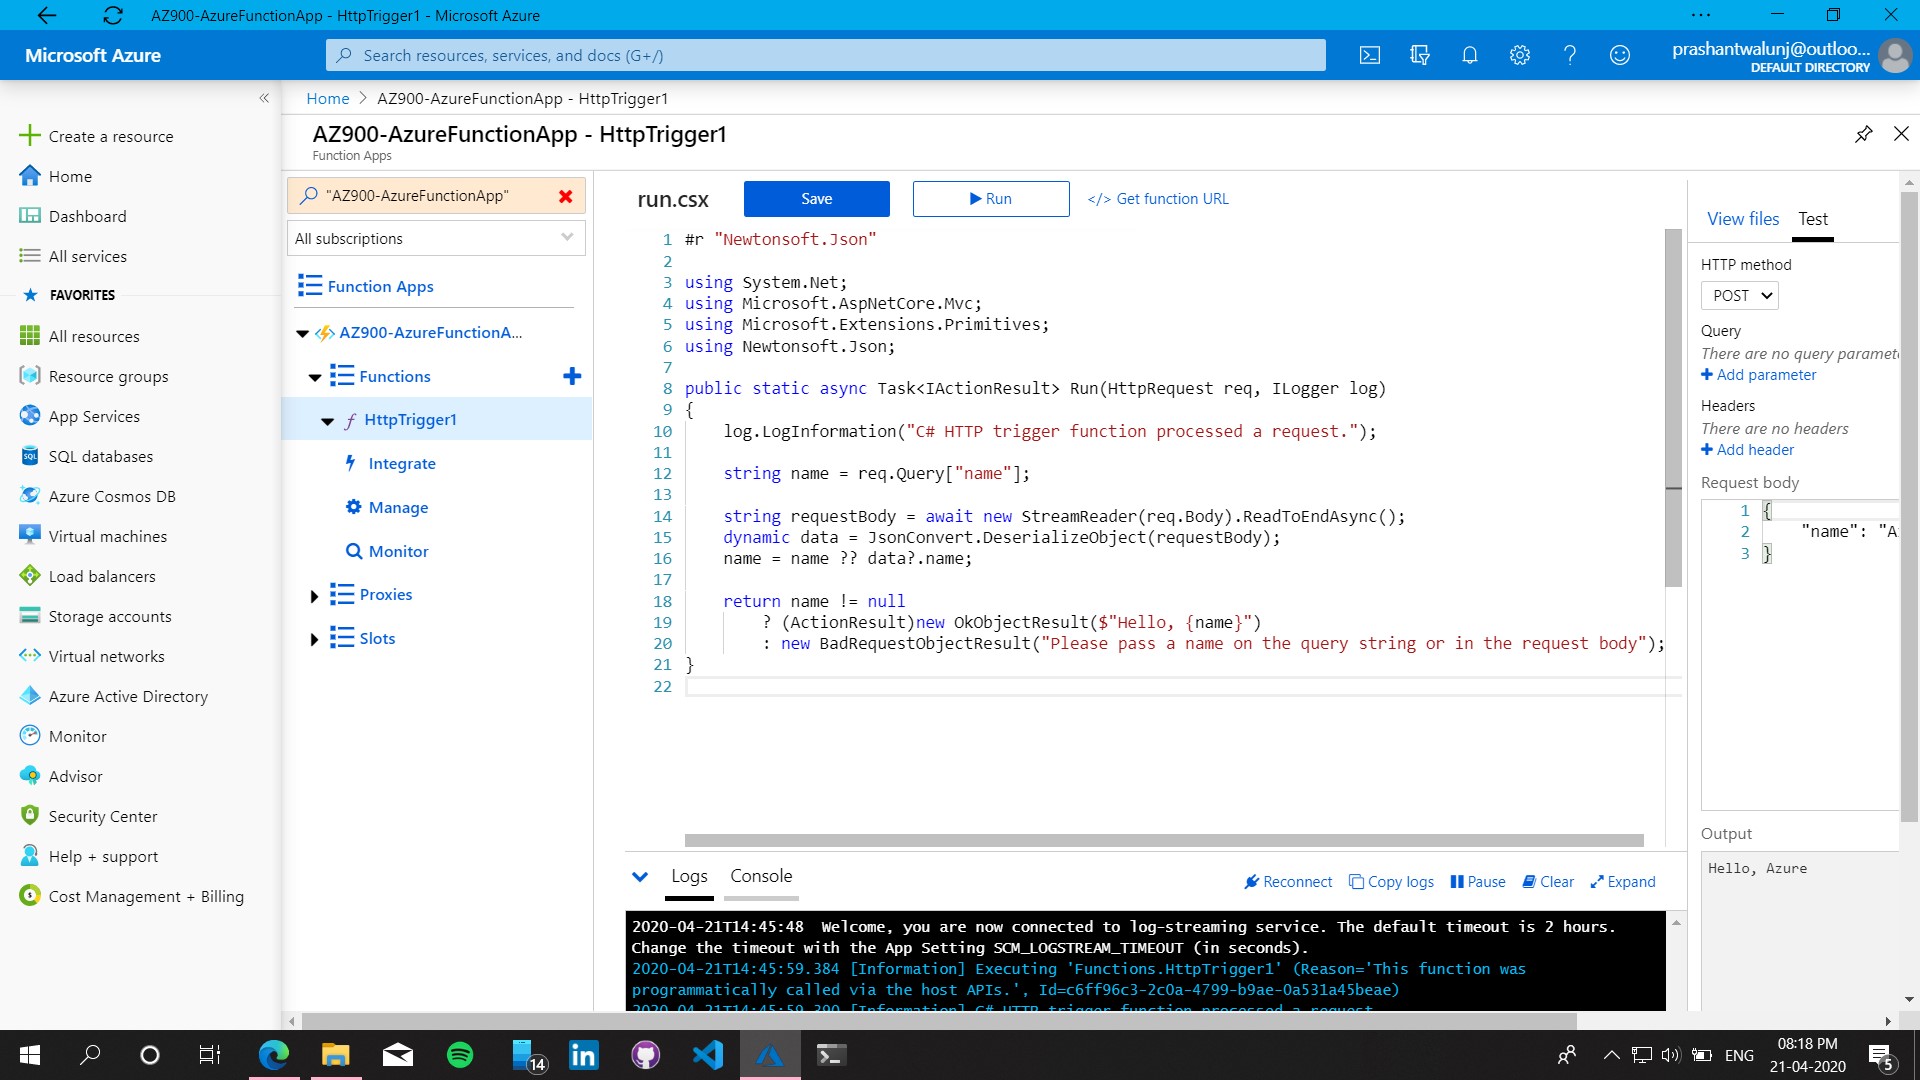 AZ900-AzureFunctionApp - HttpTrigger1 - Microsoft Azure
Microsoft Azure
Search resources, services, and docs (G+/)
prashantwalunj@outloo...
DEFAULT DIRECTORY
Home > AZ900-AzureFunctionApp - HttpTrigger1
AZ900-AzureFunctionApp - HttpTrigger1
Function Apps
Create a resource
Home
Dashboard
All services
FAVORITES
All resources
Resource groups
App Services
SQL databases
Azure Cosmos DB
Virtual machines
Load balancers
Storage accounts
Virtual networks
Azure Active Directory
Monitor
Advisor
Security Center
Help + support
Cost Management + Billing
"AZ900-AzureFunctionApp"
All subscriptions
Function Apps
AZ900-AzureFunctionA...
Functions
HttpTrigger1
Integrate
Manage
Monitor
Proxies
Slots
run.csx
Save
Run
</> Get function URL
1 #r "Newtonsoft.Json"
2
3 using System.Net;
4 using Microsoft.AspNetCore.Mvc;
5 using Microsoft.Extensions.Primitives;
6 using Newtonsoft.Json;
7
8 public static async Task<IActionResult> Run(HttpRequest req, ILogger log)
9 {
10 log.LogInformation("C# HTTP trigger function processed a request.");
11
12 string name = req.Query["name"];
13
14 string requestBody = await new StreamReader(req.Body).ReadToEndAsync();
15 dynamic data = JsonConvert.DeserializeObject(requestBody);
16 name = name ?? data?.name;
17
18 return name != null
19 ? (ActionResult)new OkObjectResult($"Hello, {name}")
20 : new BadRequestObjectResult("Please pass a name on the query string or in the request body");
21 }
22
Logs
Console
Reconnect
Copy logs
Pause
Clear
Expand
2020-04-21T14:45:48 Welcome, you are now connected to log-streaming service. The default timeout is 2 hours.
Change the timeout with the App Setting SCM_LOGSTREAM_TIMEOUT (in seconds).
2020-04-21T14:45:59.384 [Information] Executing 'Functions.HttpTrigger1' (Reason='This function was
programmatically called via the host APIs.', Id=c6ff96c3-2c0a-4799-b9ae-0a531a45beae)
2020-04-21T14:45:59.390 [Information] C# HTTP trigger function processed a request.
View files
Test
HTTP method
POST
Query
There are no query paramet
Add parameter
Headers
There are no headers
Add header
Request body
1 {
2 "name": "A
3 }
Output
Hello, Azure
14
ENG
08:18 PM
21-04-2020
5